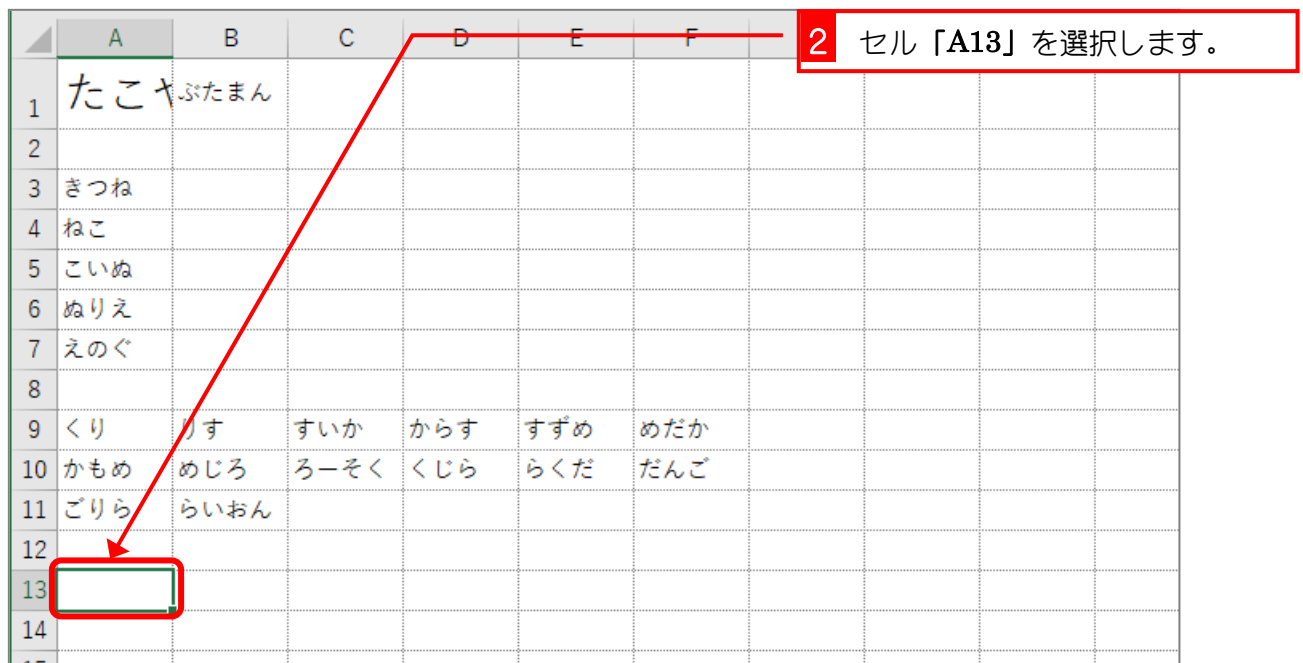 A B C D E F
2 セル「A13」を選択します。
1 たこや ぶたまん
2
3 きつね
4 ねこ
5 こいぬ
6 ぬりえ
7 えのぐ
8
9 くり りす すいか からす すずめ めだか
10 かもめ めじろ ろーそく くじら らくだ だんご
11 ごりら らいおん
12
13
14